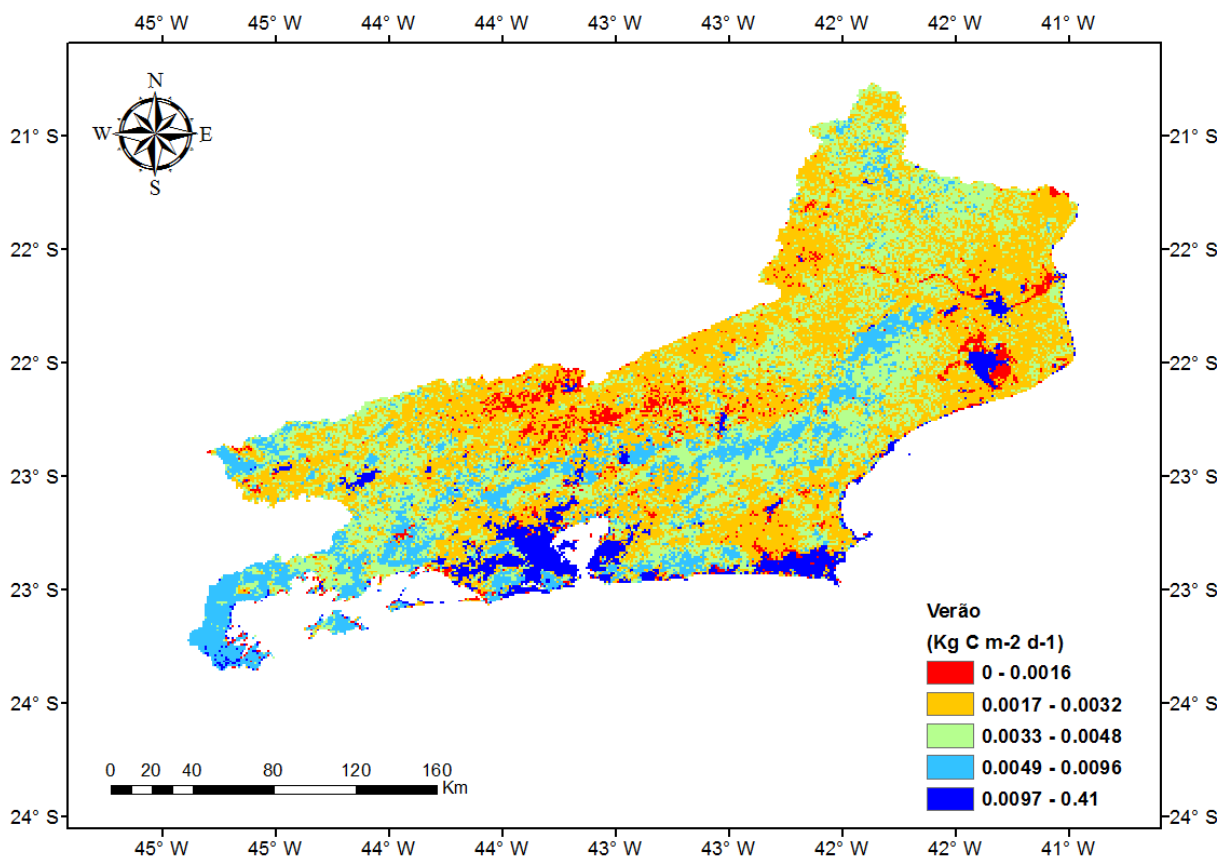 45° W 45° W 44° W 44° W 43° W 43° W 42° W 42° W 41° W
N
W E
S
21° S 21° S
22° S 22° S
22° S 22° S
23° S 23° S
23° S 23° S
24° S 24° S
24° S 24° S
Verão
(Kg C m-2 d-1)
0 - 0.0016
0.0017 - 0.0032
0.0033 - 0.0048
0.0049 - 0.0096
0.0097 - 0.41
0 20 40 80 120 160
Km
45° W 45° W 44° W 44° W 43° W 43° W 42° W 42° W 41° W